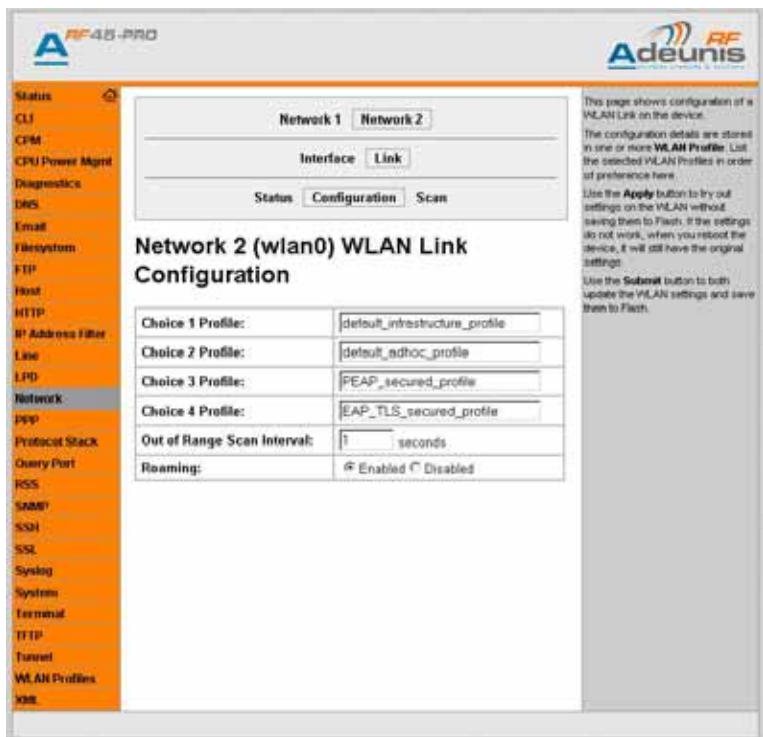 ARF45-PRO
Adeunis RF
Status
CLI
CPM
CPU Power Mgmt
Diagnostics
DNS
Email
Filesystem
FTP
Host
HTTP
IP Address Filter
Line
LPD
Network
PPP
Protocol Stack
Query Port
RSS
SNMP
SSH
SSL
Syslog
System
Terminal
TFTP
Tunnel
WLAN Profiles
XML
Network 1 Network 2
Interface Link
Status Configuration Scan
Network 2 (wlan0) WLAN Link
Configuration
Choice 1 Profile: default_infrastructure_profile
Choice 2 Profile: default_adhoc_profile
Choice 3 Profile: PEAP_secured_profile
Choice 4 Profile: EAP_TLS_secured_profile
Out of Range Scan Interval: 1 seconds
Roaming: Enabled Disabled
This page shows configuration of a
WLAN Link on the device.
The configuration details are stored
in one or more WLAN Profile. List
the selected WLAN Profiles in order
of preference here.
Use the Apply button to try out
settings on the WLAN without
saving them to Flash. If the settings
do not work, when you reboot the
device, it will still have the original
settings.
Use the Submit button to both
update the WLAN settings and save
them to Flash.